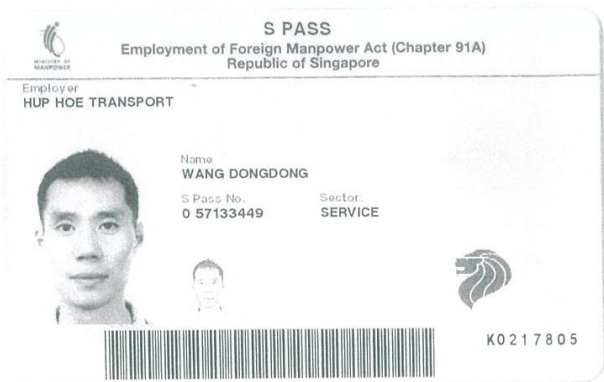 S PASS
Employment of Foreign Manpower Act (Chapter 91A)
Republic of Singapore
MINISTRY OF
MANPOWER
Employer
HUP HOE TRANSPORT
Name
WANG DONGDONG
S Pass No.
Sector:
0 57133449
SERVICE
K0217805